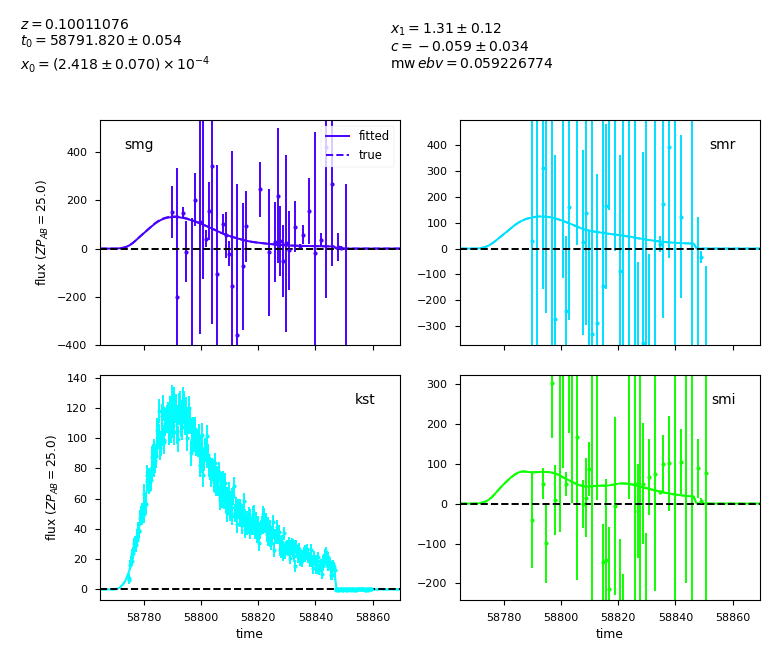 z = 0.10011076
t₀ = 58791.820 ± 0.054
x₀ = (2.418 ± 0.070) × 10⁻⁴
x₁ = 1.31 ± 0.12
c = −0.059 ± 0.034
mw ebv = 0.059226774
smg
fitted
true
flux (ZP_AB = 25.0)
400
200
0
−200
−400
smr
400
300
200
100
0
−100
−200
−300
kst
flux (ZP_AB = 25.0)
140
120
100
80
60
40
20
0
58780 58800 58820 58840 58860
time
smi
300
200
100
0
−100
−200
58780 58800 58820 58840 58860
time